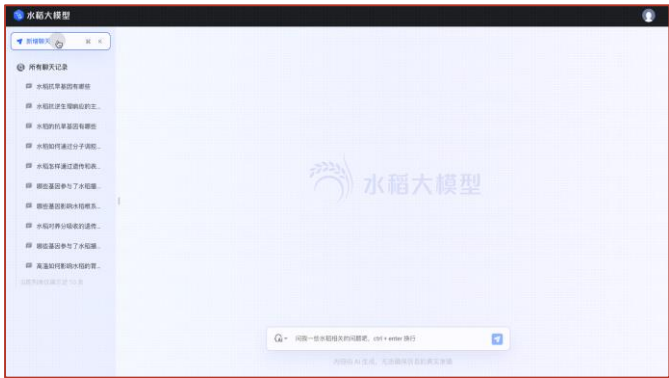 水稻大模型
新增聊天
所有聊天记录
水稻抗旱基因有哪些
水稻抗逆生理响应的主...
水稻的抗旱基因有哪些
水稻如何通过分子调控...
水稻怎样通过遗传和表...
哪些基因参与了水稻籽...
哪些基因影响水稻根系...
水稻对养分吸收的遗传...
哪些基因参与了水稻籽...
高温如何影响水稻的育...
水稻大模型
问我一些水稻相关的问题吧，ctrl + enter 换行